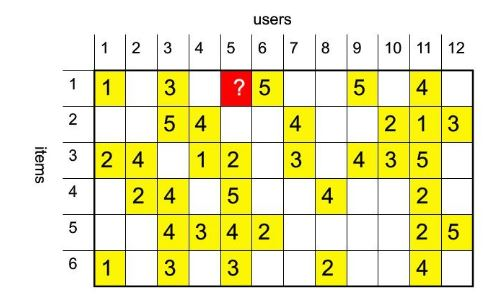 users
1 2 3 4 5 6 7 8 9 10 11 12
items
1 1 3 ? 5 5 4
2 5 4 4 2 1 3
3 2 4 1 2 3 4 3 5
4 2 4 5 4 2
5 4 3 4 2 2 5
6 1 3 3 2 4